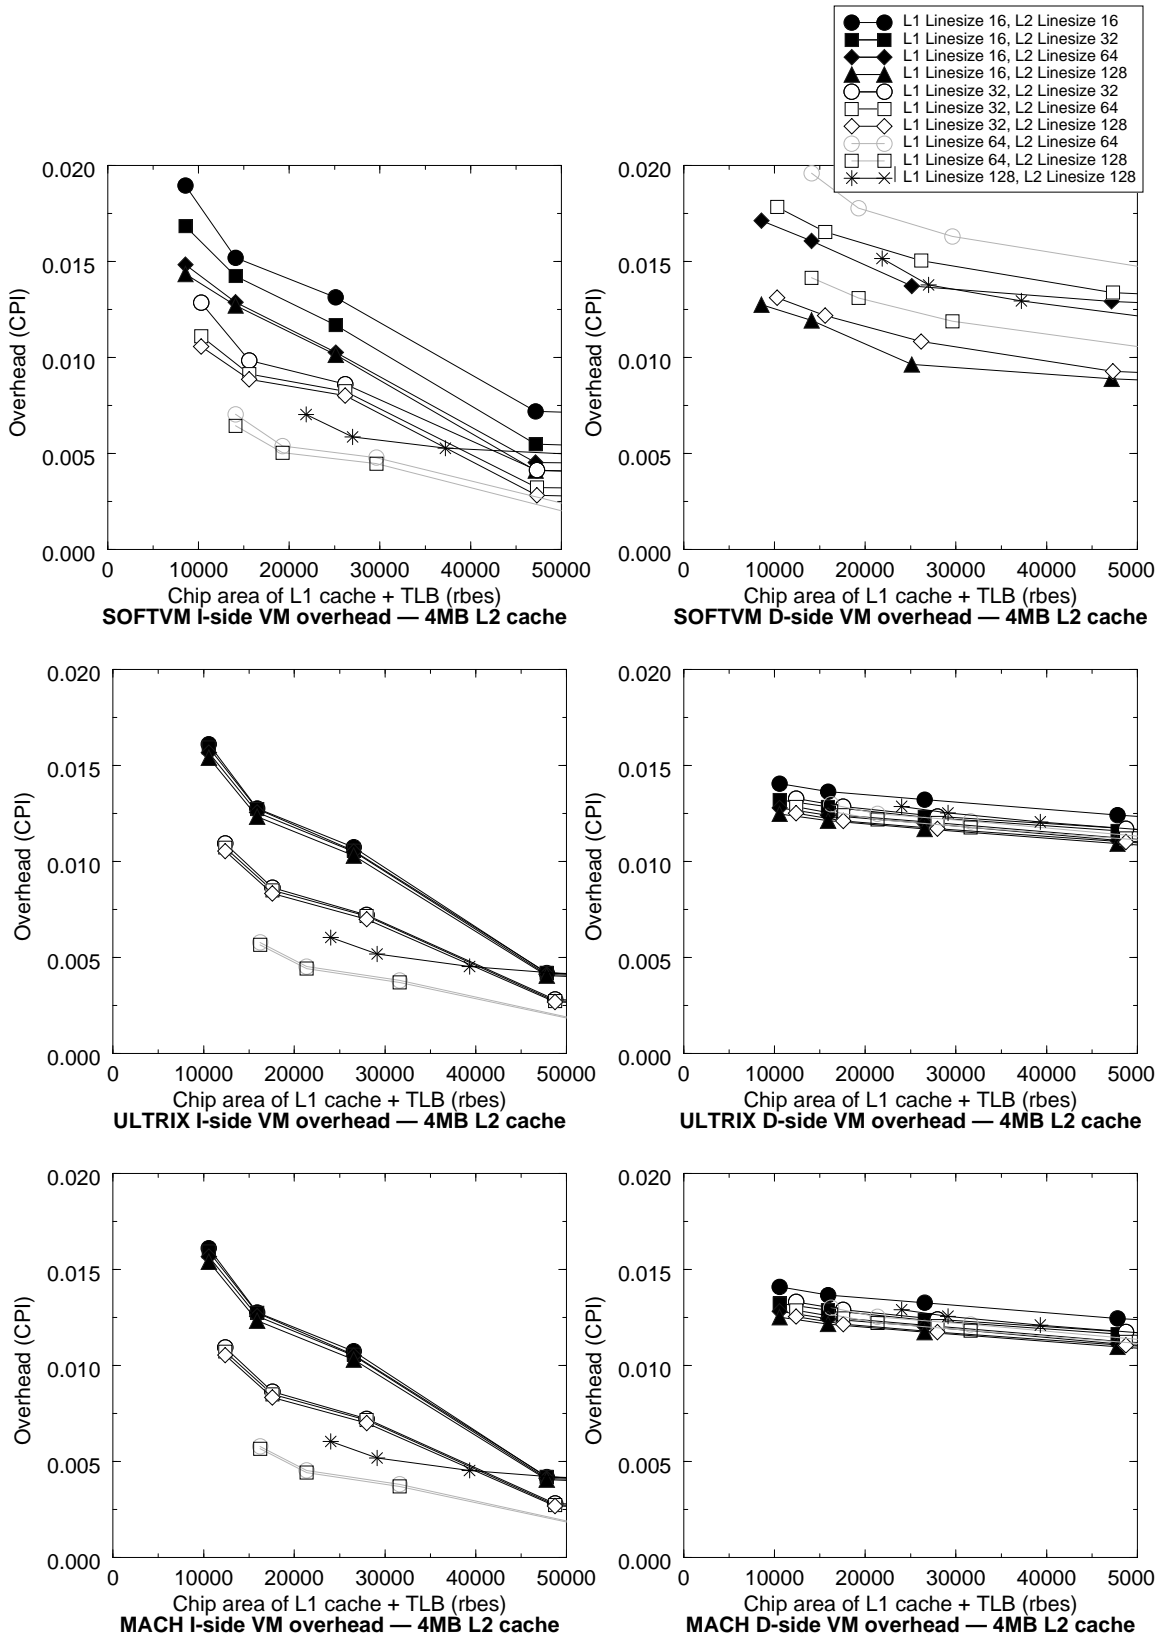 L1 Linesize 16, L2 Linesize 16
L1 Linesize 16, L2 Linesize 32
L1 Linesize 16, L2 Linesize 64
L1 Linesize 16, L2 Linesize 128
L1 Linesize 32, L2 Linesize 32
L1 Linesize 32, L2 Linesize 64
L1 Linesize 32, L2 Linesize 128
L1 Linesize 64, L2 Linesize 64
L1 Linesize 64, L2 Linesize 128
L1 Linesize 128, L2 Linesize 128
Overhead (CPI)
0.020
0.015
0.010
0.005
0.000
0 10000 20000 30000 40000 50000
Chip area of L1 cache + TLB (rbes)
SOFTVM I-side VM overhead — 4MB L2 cache
Overhead (CPI)
0.020
0.015
0.010
0.005
0.000
0 10000 20000 30000 40000 50000
Chip area of L1 cache + TLB (rbes)
SOFTVM D-side VM overhead — 4MB L2 cache
Overhead (CPI)
0.020
0.015
0.010
0.005
0.000
0 10000 20000 30000 40000 50000
Chip area of L1 cache + TLB (rbes)
ULTRIX I-side VM overhead — 4MB L2 cache
Overhead (CPI)
0.020
0.015
0.010
0.005
0.000
0 10000 20000 30000 40000 50000
Chip area of L1 cache + TLB (rbes)
ULTRIX D-side VM overhead — 4MB L2 cache
Overhead (CPI)
0.020
0.015
0.010
0.005
0.000
0 10000 20000 30000 40000 50000
Chip area of L1 cache + TLB (rbes)
MACH I-side VM overhead — 4MB L2 cache
Overhead (CPI)
0.020
0.015
0.010
0.005
0.000
0 10000 20000 30000 40000 50000
Chip area of L1 cache + TLB (rbes)
MACH D-side VM overhead — 4MB L2 cache